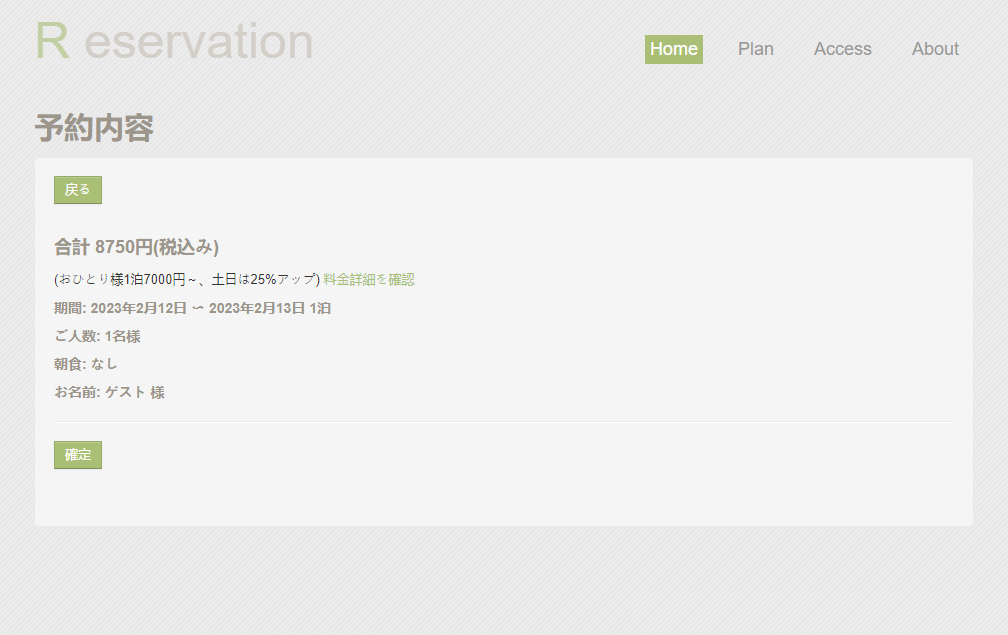 R eservation
Home Plan Access About
予約内容
戻る
合計 8750円(税込み)
(おひとり様1泊7000円～、土日は25%アップ) 料金詳細を確認
期間: 2023年2月12日 〜 2023年2月13日 1泊
ご人数: 1名様
朝食: なし
お名前: ゲスト 様
確定